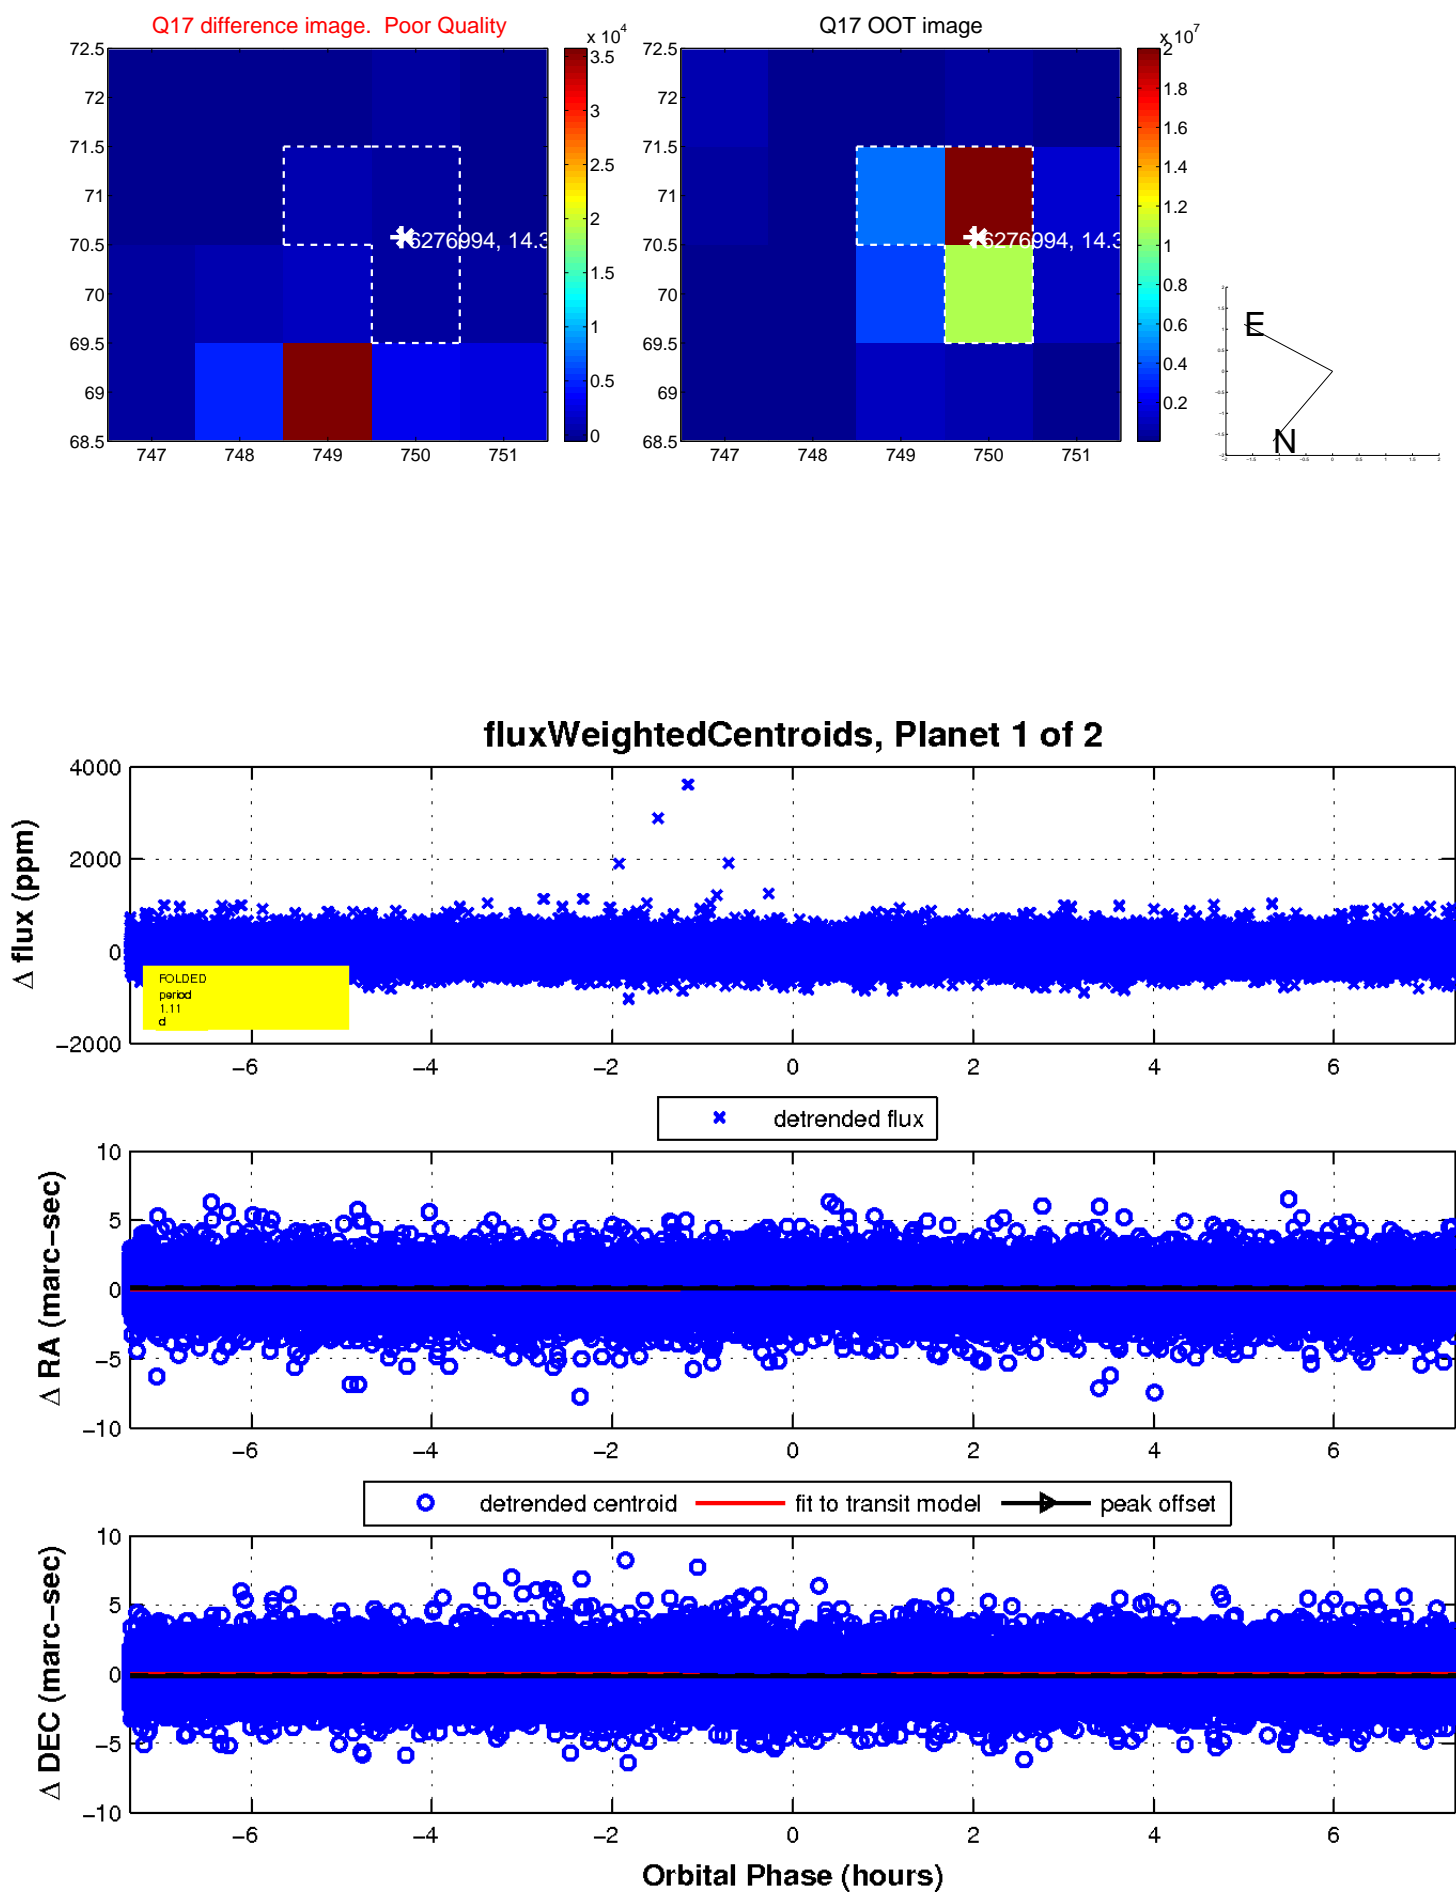 Q17 difference image.  Poor Quality
Q17 OOT image
x 10^4
x 10^7
72.5
72
71.5
71
70.5
70
69.5
69
68.5
6276994, 14.3
747 748 749 750 751
3.5
3
2.5
2
1.5
1
0.5
0
72.5
72
71.5
71
70.5
70
69.5
69
68.5
6276994, 14.3
747 748 749 750 751
2
1.8
1.6
1.4
1.2
1
0.8
0.6
0.4
0.2
E
N
fluxWeightedCentroids, Planet 1 of 2
Δ flux (ppm)
4000
2000
0
−2000
FOLDED
period
1.11
d
−6 −4 −2 0 2 4 6
detrended flux
Δ RA (marc−sec)
10
5
0
−5
−10
−6 −4 −2 0 2 4 6
detrended centroid fit to transit model peak offset
Δ DEC (marc−sec)
10
5
0
−5
−10
−6 −4 −2 0 2 4 6
Orbital Phase (hours)